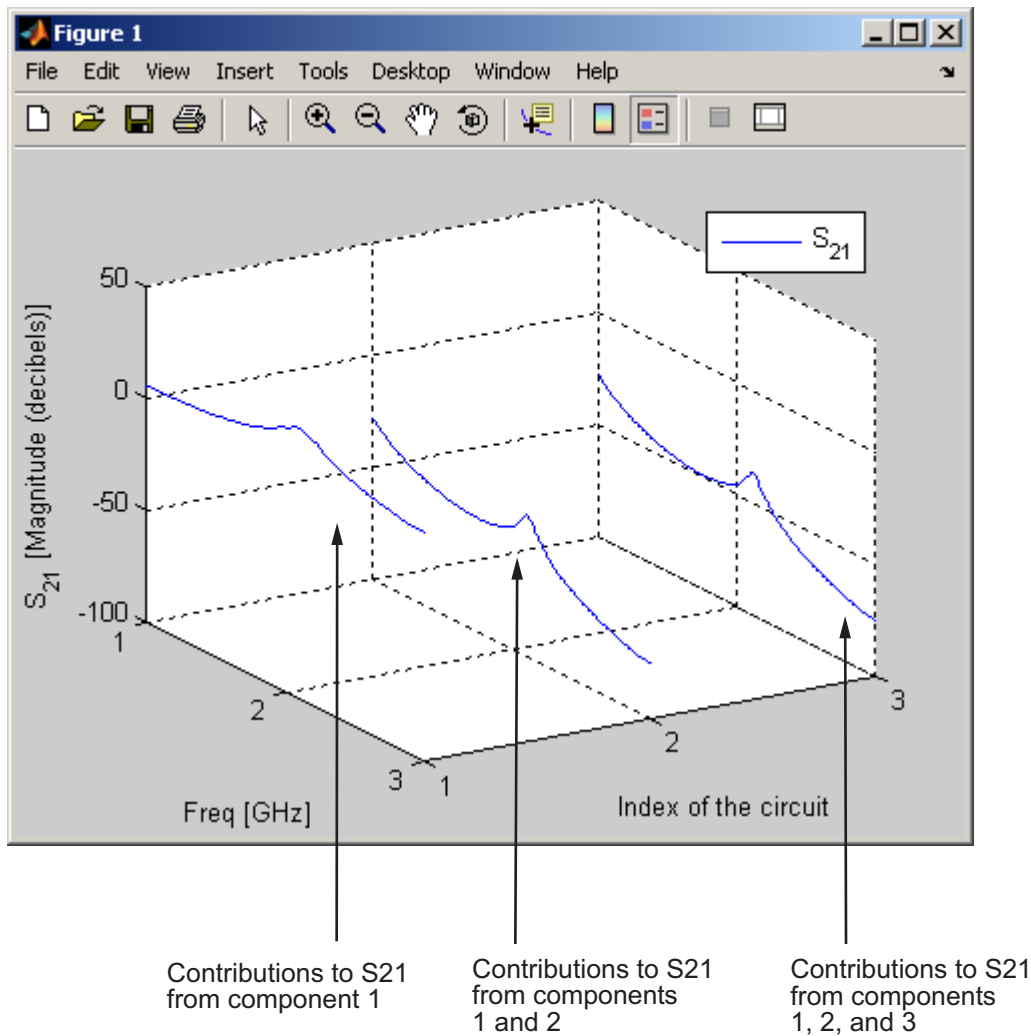 Figure 1
File Edit View Insert Tools Desktop Window Help
S21
50
0
-50
-100
S21 [Magnitude (decibels)]
1
2
3
Freq [GHz]
1
2
3
Index of the circuit
Contributions to S21
from component 1
Contributions to S21
from components
1 and 2
Contributions to S21
from components
1, 2, and 3